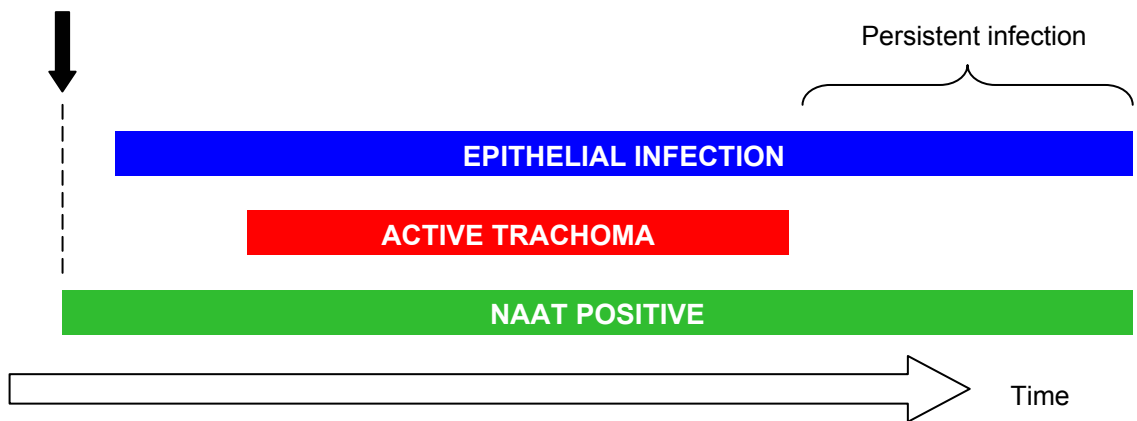 Persistent infection
EPITHELIAL INFECTION
ACTIVE TRACHOMA
NAAT POSITIVE
Time